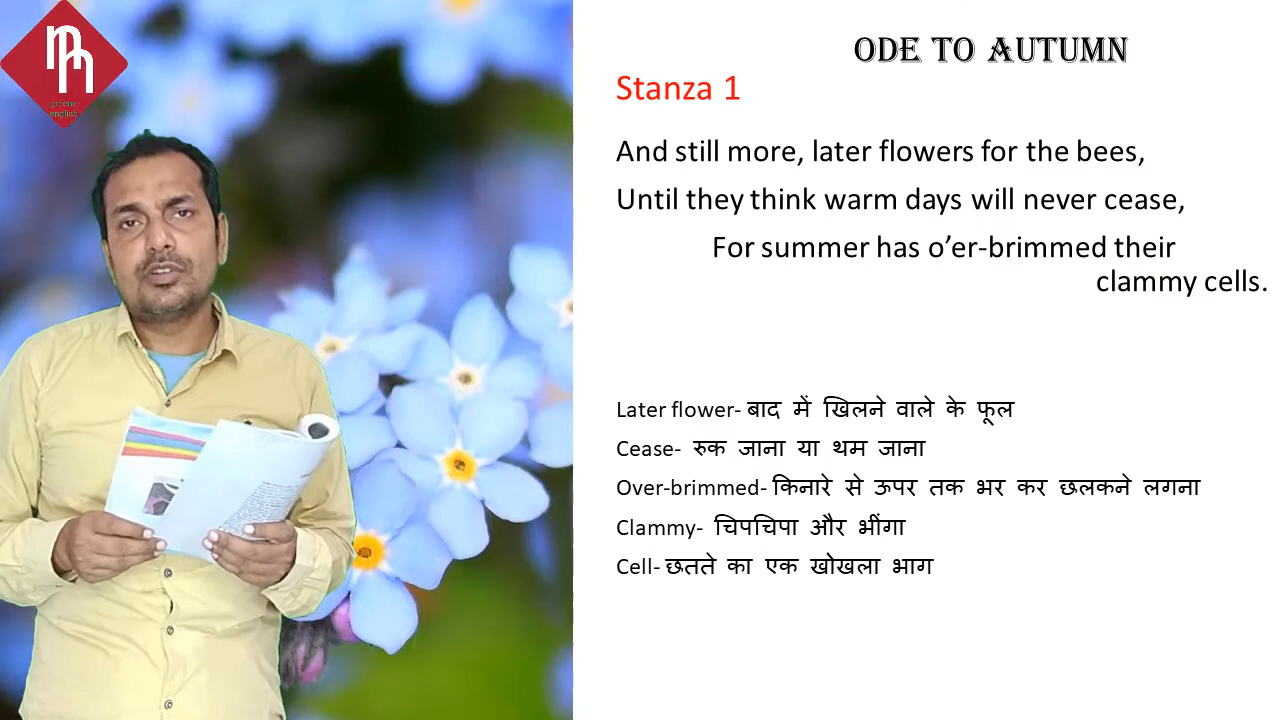 greene
english
ODE TO AUTUMN
Stanza 1
And still more, later flowers for the bees,
Until they think warm days will never cease,
For summer has o’er-brimmed their
clammy cells.
Later flower- बाद में खिलने वाले के फूल
Cease- रुक जाना या थम जाना
Over-brimmed- किनारे से ऊपर तक भर कर छलकने लगना
Clammy- चिपचिपा और भींगा
Cell- छतते का एक खोखला भाग